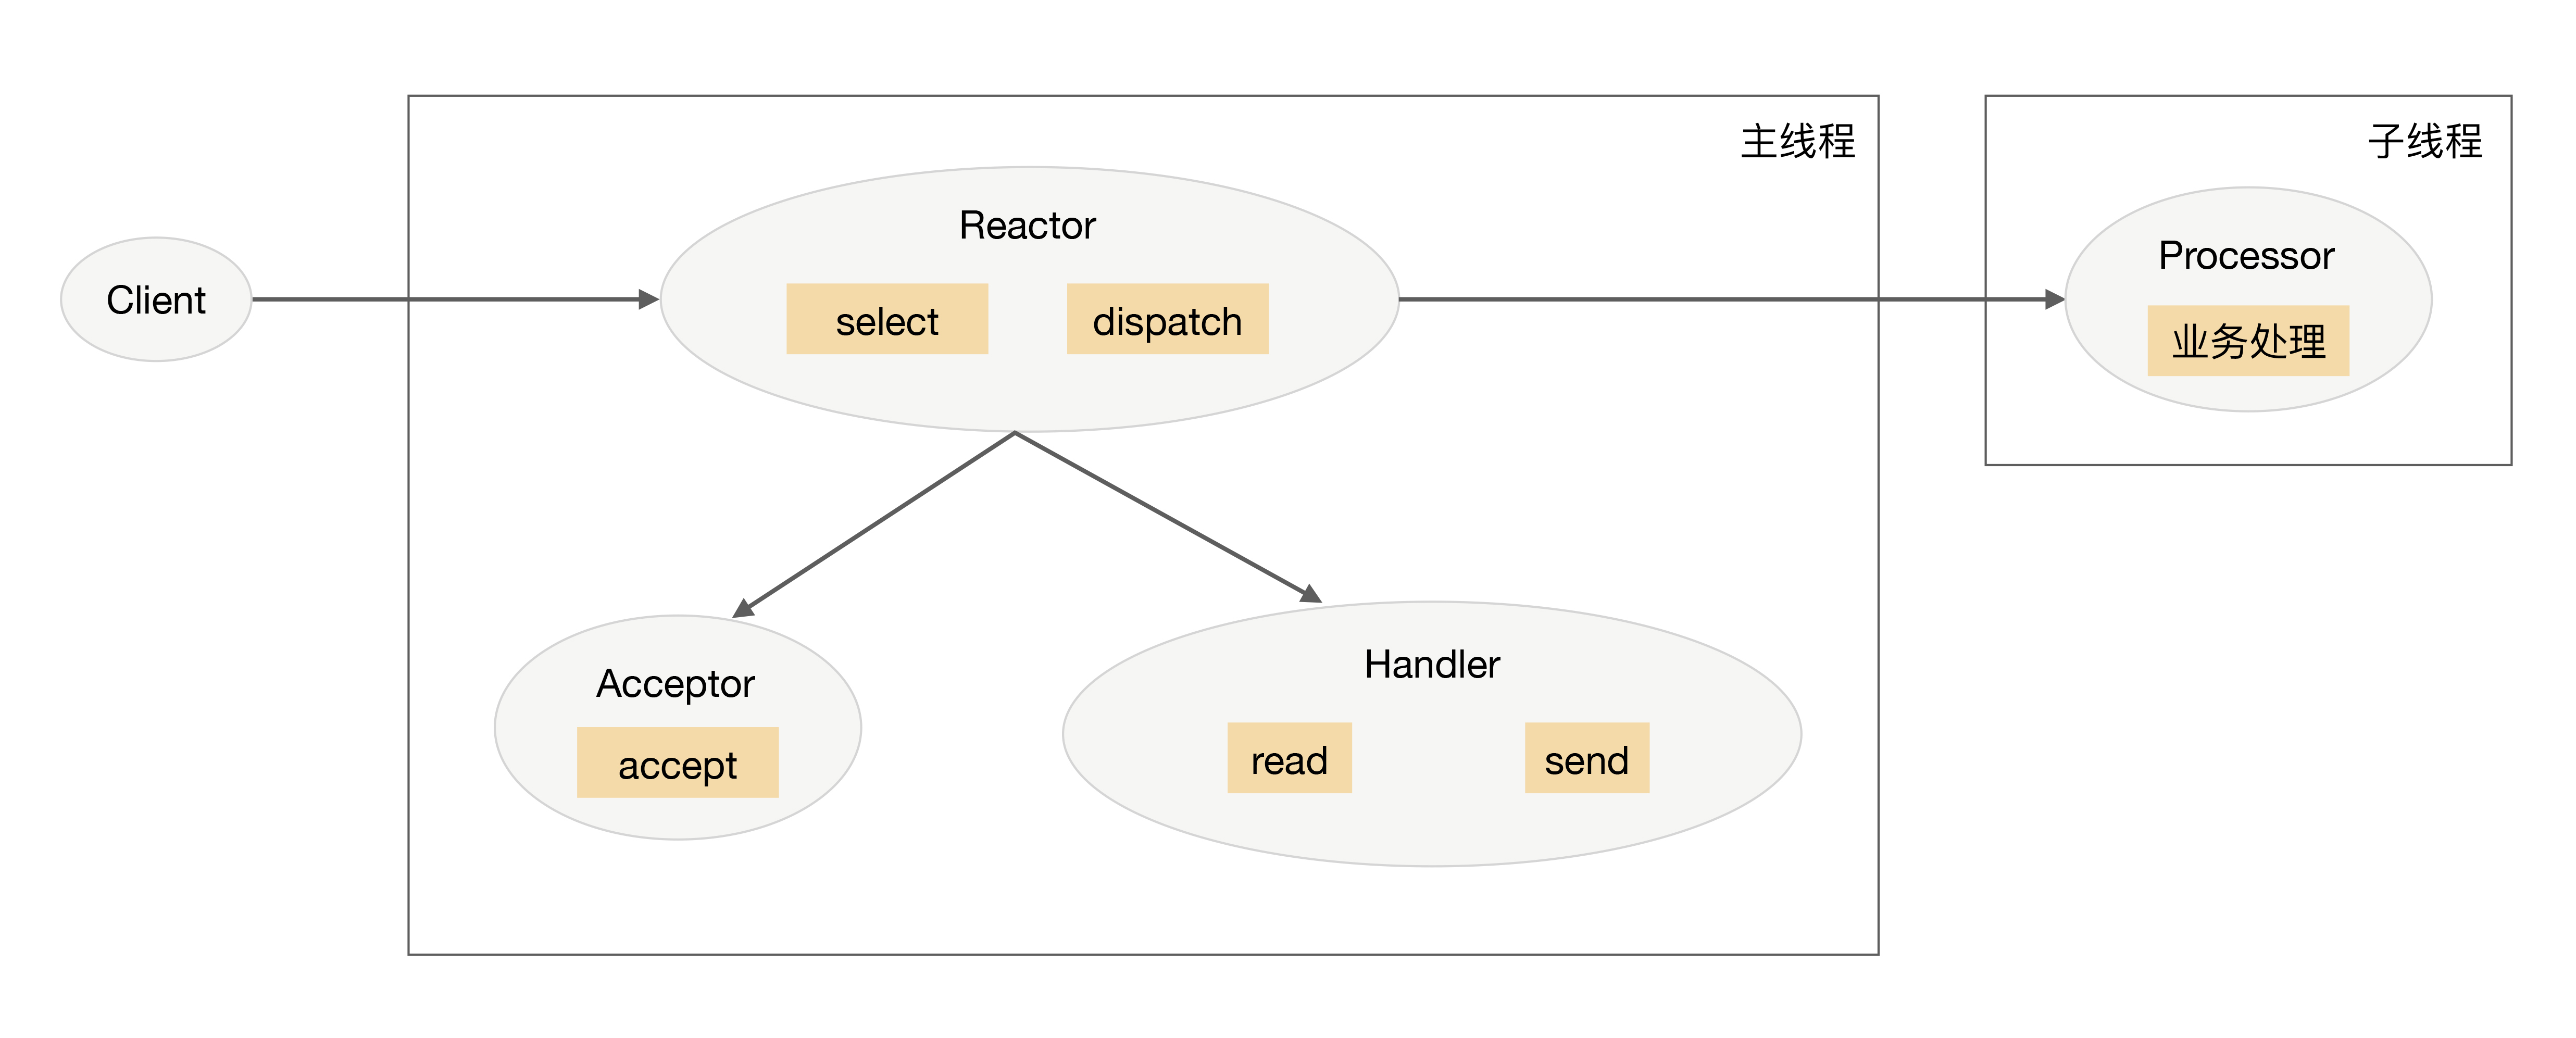 Client
主线程
Reactor
select
dispatch
Acceptor
accept
Handler
read
send
子线程
Processor
业务处理